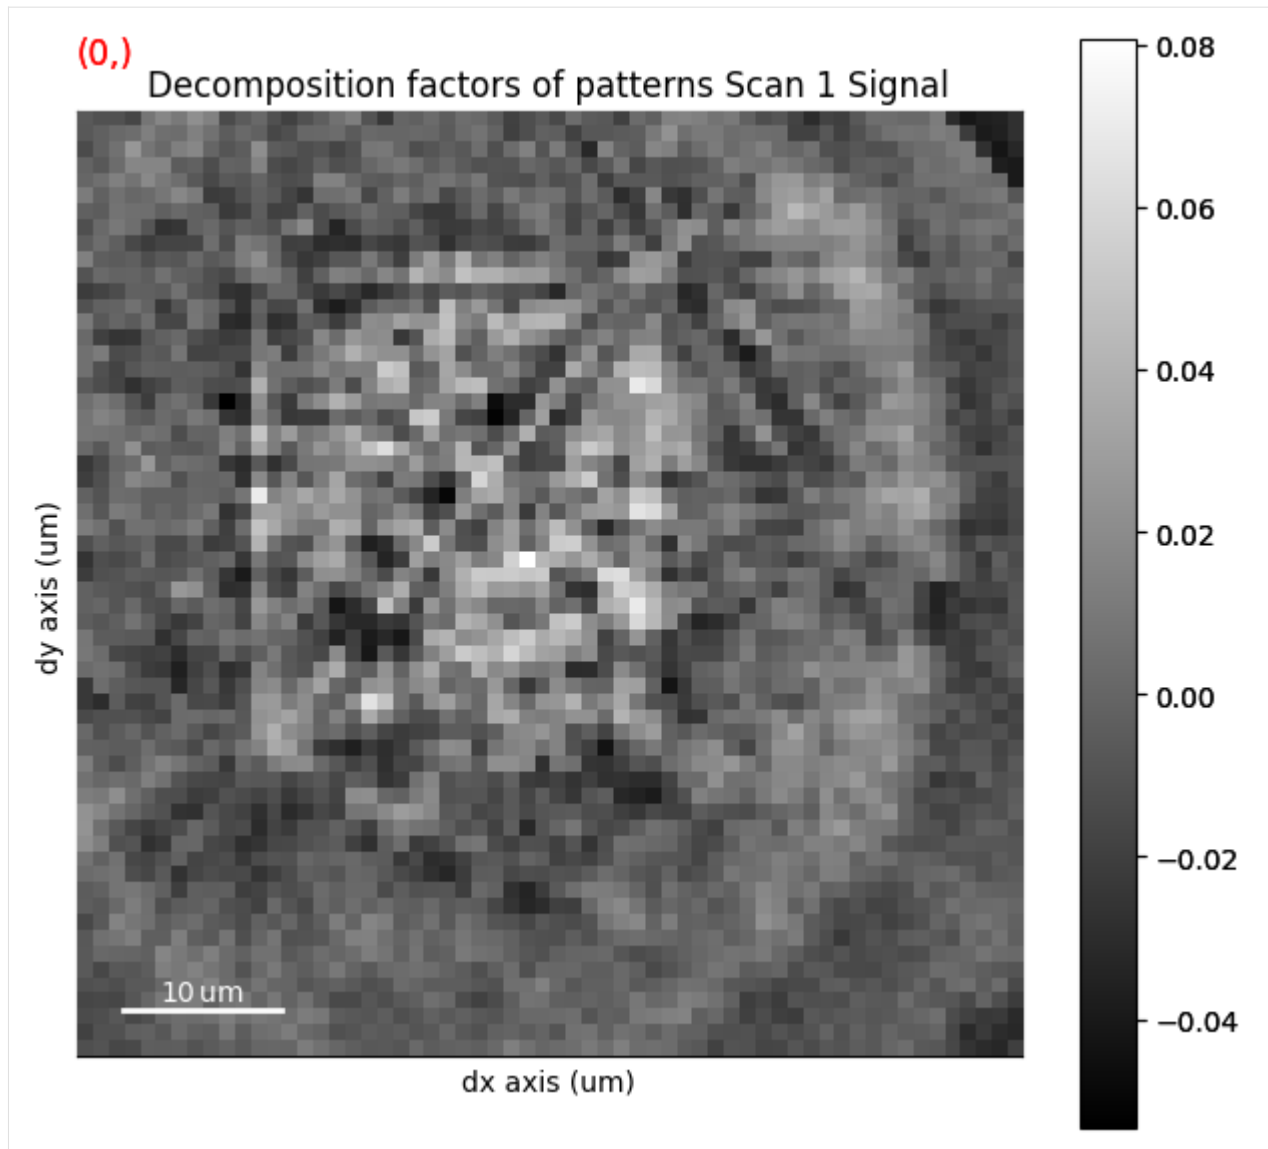 (0,)
Decomposition factors of patterns Scan 1 Signal
0.08
0.06
0.04
0.02
0.00
−0.02
−0.04
dy axis (um)
10 um
dx axis (um)